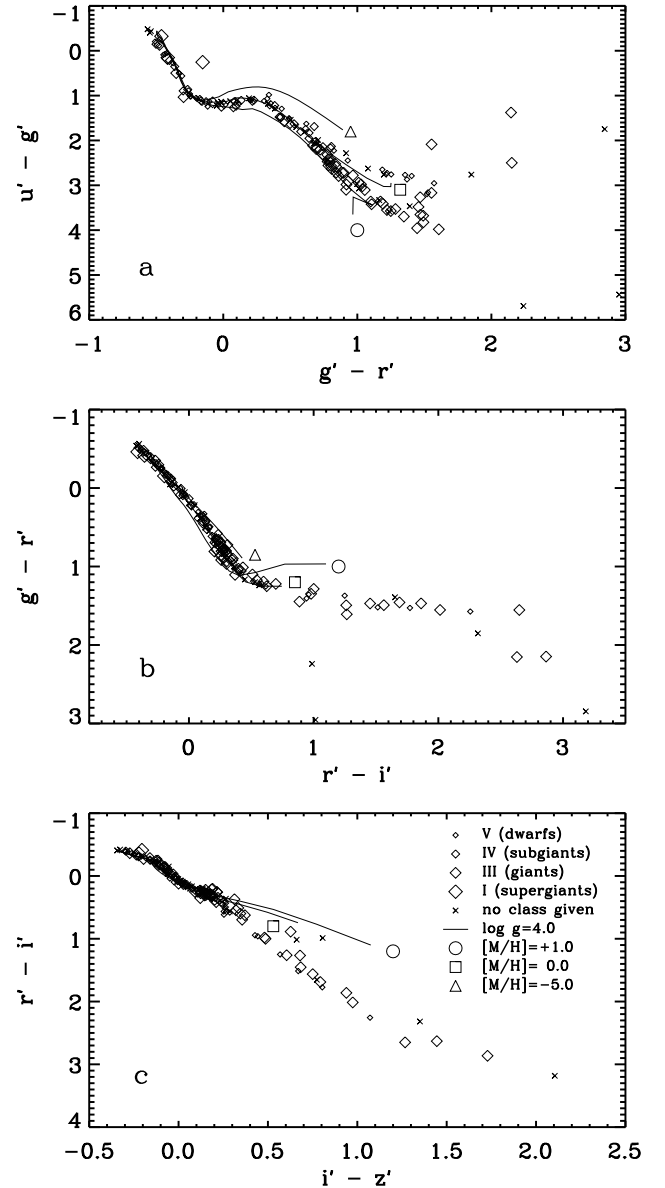 −1
0
1
2
3
4
5
6
u′ − g′
a
−1 0 1 2 3
g′ − r′
−1
0
1
2
3
g′ − r′
b
0 1 2 3
r′ − i′
−1
0
1
2
3
4
r′ − i′
c
V (dwarfs)
IV (subgiants)
III (giants)
I (supergiants)
no class given
log g=4.0
[M/H]=+1.0
[M/H]= 0.0
[M/H]=−5.0
−0.5 0.0 0.5 1.0 1.5 2.0 2.5
i′ − z′